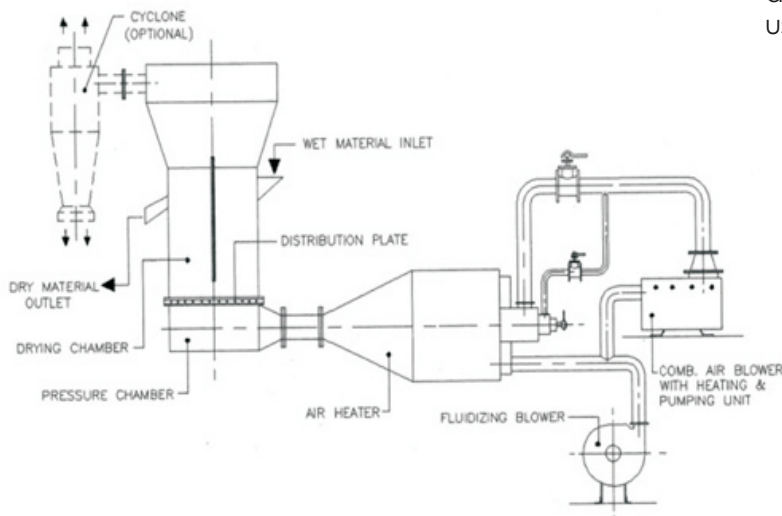 CYCLONE
(OPTIONAL)
WET MATERIAL INLET
DISTRIBUTION PLATE
DRY MATERIAL
OUTLET
DRYING CHAMBER
PRESSURE CHAMBER
AIR HEATER
FLUIDIZING BLOWER
COMB. AIR BLOWER
WITH HEATING &
PUMPING UNIT